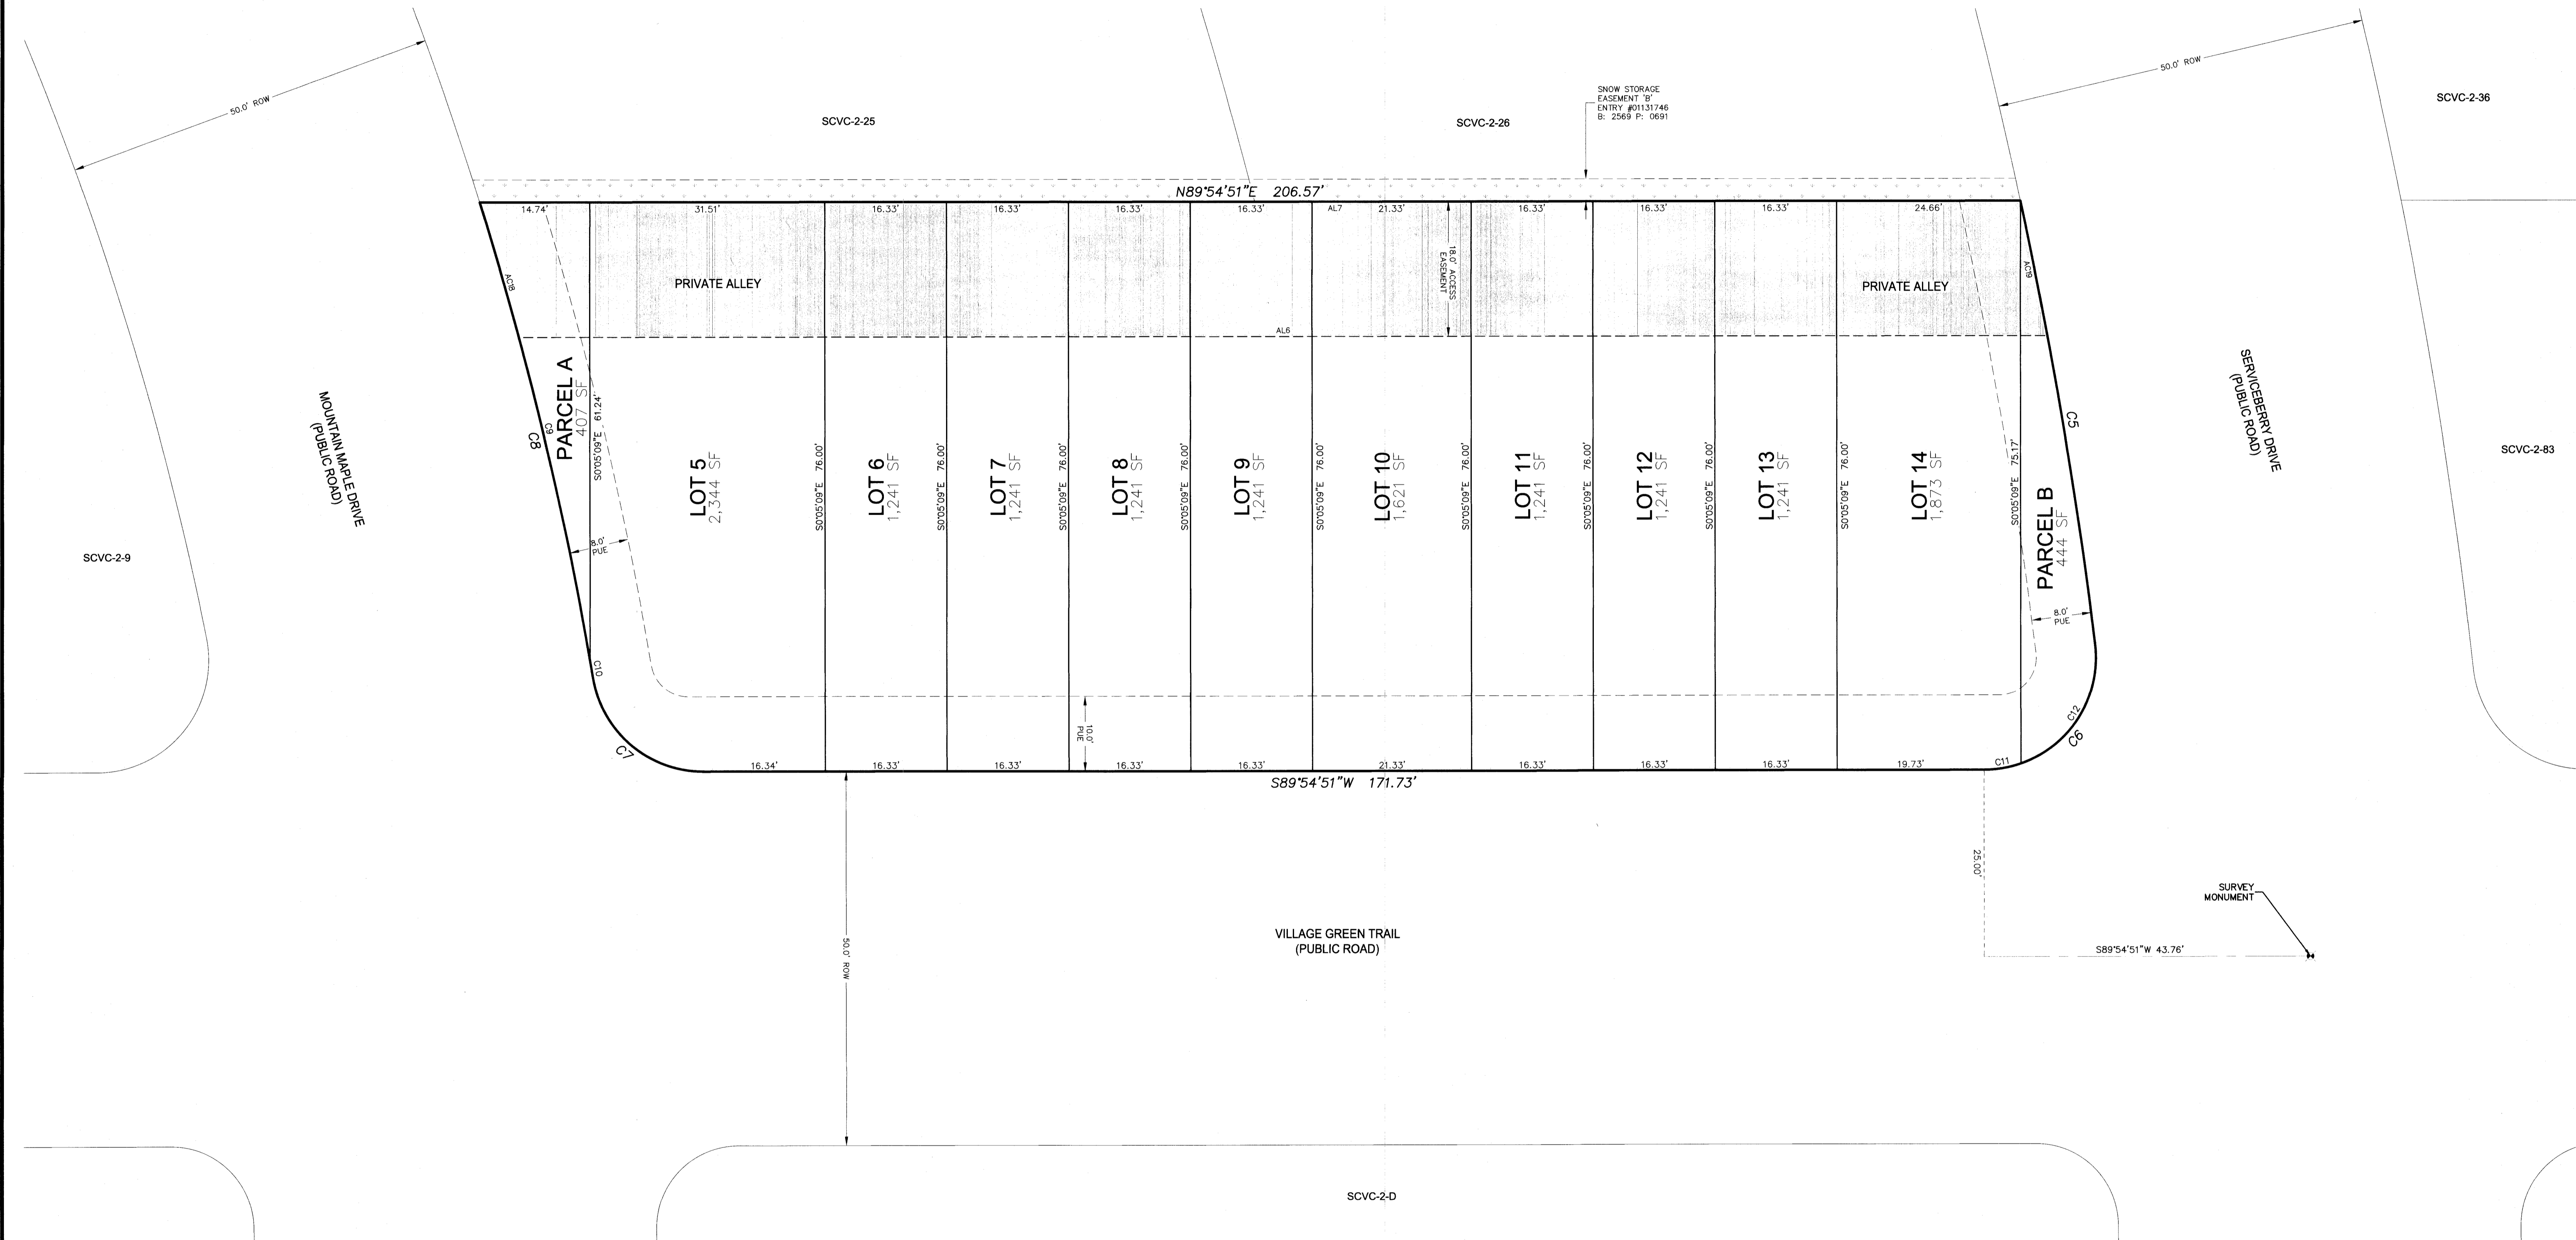 50.0' ROW
50.0' ROW
SCVC-2-36
SNOW STORAGE
EASEMENT 'B'
ENTRY #01131746
B: 2569 P: 0691
SCVC-2-25
SCVC-2-26
N89°54'51"E 206.57'
14.74'
31.51'
16.33'
16.33'
16.33'
16.33'
AL7
21.33'
16.33'
16.33'
16.33'
24.66'
AC18
PRIVATE ALLEY
18.0' ACCESS
EASEMENT
PRIVATE ALLEY
AC19
AL6
MOUNTAIN MAPLE DRIVE
(PUBLIC ROAD)
C8
C9
PARCEL A
407 SF
S0°05'09"E 61.24'
LOT 5
2,344 SF
S0°05'09"E 76.00'
LOT 6
1,241 SF
S0°05'09"E 76.00'
LOT 7
1,241 SF
S0°05'09"E 76.00'
LOT 8
1,241 SF
S0°05'09"E 76.00'
LOT 9
1,241 SF
S0°05'09"E 76.00'
LOT 10
1,621 SF
S0°05'09"E 76.00'
LOT 11
1,241 SF
S0°05'09"E 76.00'
LOT 12
1,241 SF
S0°05'09"E 76.00'
LOT 13
1,241 SF
S0°05'09"E 76.00'
LOT 14
1,873 SF
S0°05'09"E 75.17'
PARCEL B
444 SF
C5
SERVICEBERRY DRIVE
(PUBLIC ROAD)
SCVC-2-83
SCVC-2-9
8.0'
PUE
8.0'
PUE
C10
C7
10.0'
PUE
C12
C6
C11
16.34'
16.33'
16.33'
16.33'
16.33'
21.33'
16.33'
16.33'
16.33'
19.73'
S89°54'51"W 171.73'
25.00'
SURVEY
MONUMENT
50.0' ROW
VILLAGE GREEN TRAIL
(PUBLIC ROAD)
S89°54'51"W 43.76'
SCVC-2-D